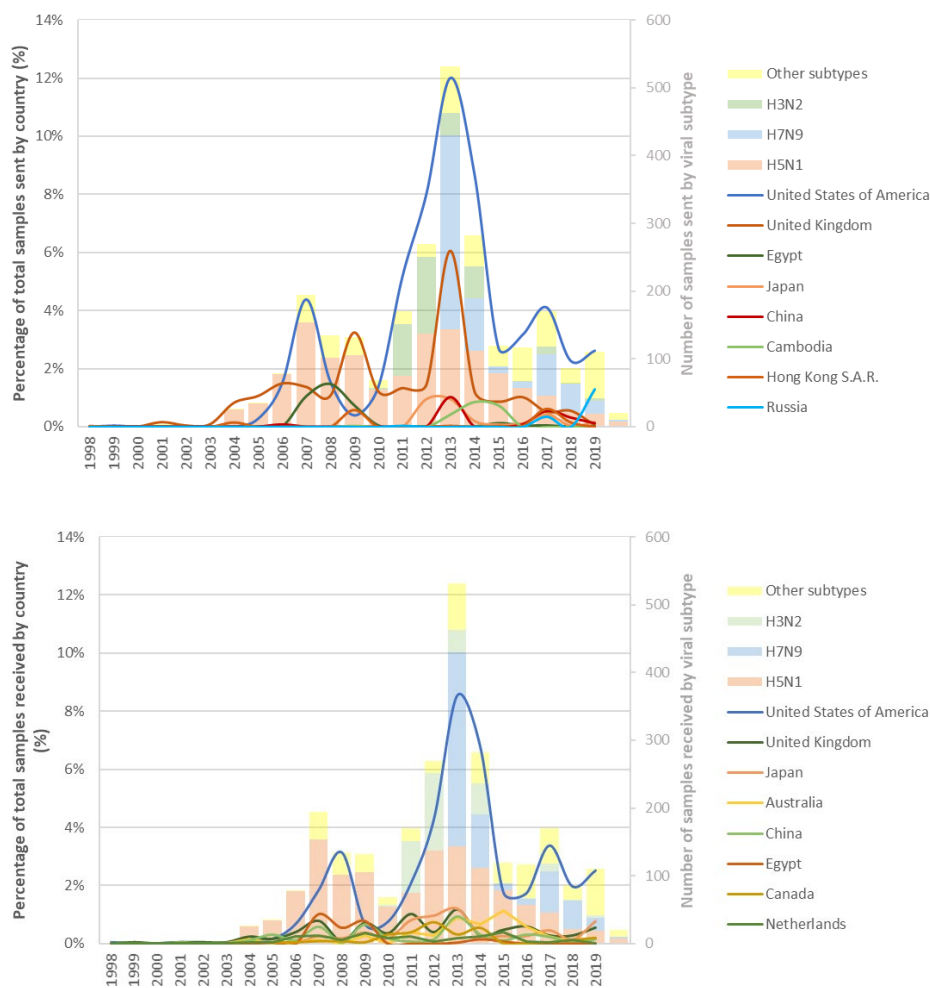 14%
12%
10%
8%
6%
4%
2%
0%
Percentage of total samples sent by country (%)
600
500
400
300
200
100
0
Number of samples sent by viral subtype
1998
1999
2000
2001
2002
2003
2004
2005
2006
2007
2008
2009
2010
2011
2012
2013
2014
2015
2016
2017
2018
2019
Other subtypes
H3N2
H7N9
H5N1
United States of America
United Kingdom
Egypt
Japan
China
Cambodia
Hong Kong S.A.R.
Russia
14%
12%
10%
8%
6%
4%
2%
0%
Percentage of total samples received by country
(%)
600
500
400
300
200
100
0
Number of samples received by viral subtype
1998
1999
2000
2001
2002
2003
2004
2005
2006
2007
2008
2009
2010
2011
2012
2013
2014
2015
2016
2017
2018
2019
Other subtypes
H3N2
H7N9
H5N1
United States of America
United Kingdom
Japan
Australia
China
Egypt
Canada
Netherlands